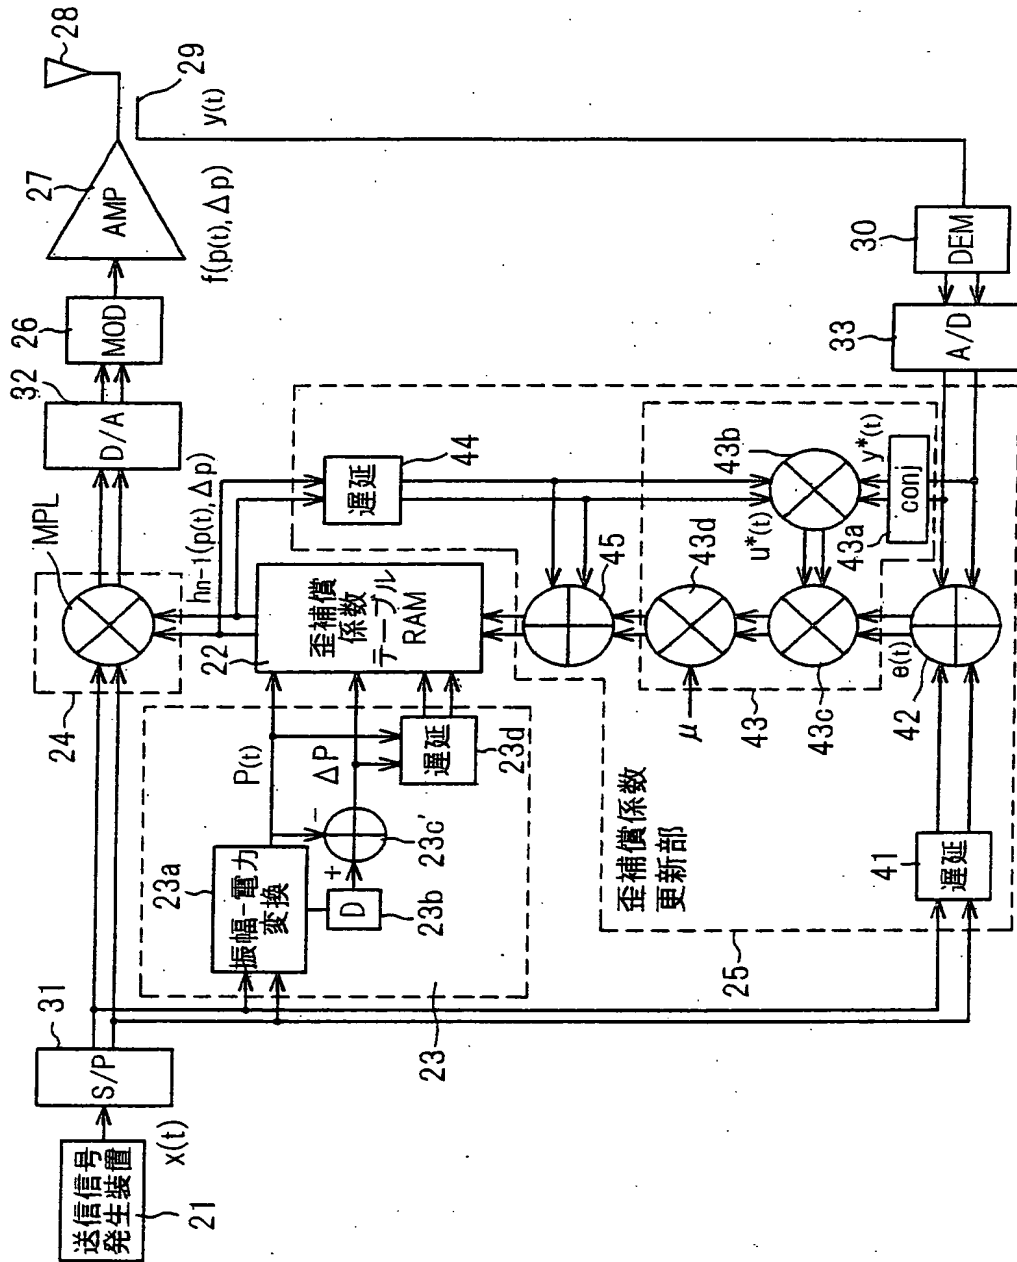 送信信号
発生装置
21
x(t)
S/P
31
24
MPL
D/A
32
MOD
26
AMP
27
28
29
y(t)
f(p(t),Δp)
23
23a
振幅-電力
変換
D
23b
+
-
23c'
P(t)
ΔP
遅延
23d
22
歪補償
係数
テーブル
RAM
hn-1(p(t),Δp)
遅延
44
45
25
歪補償係数
更新部
遅延
41
42
e(t)
43
43c
μ
43d
u*(t)
43b
43a
conj
y*(t)
A/D
33
DEM
30